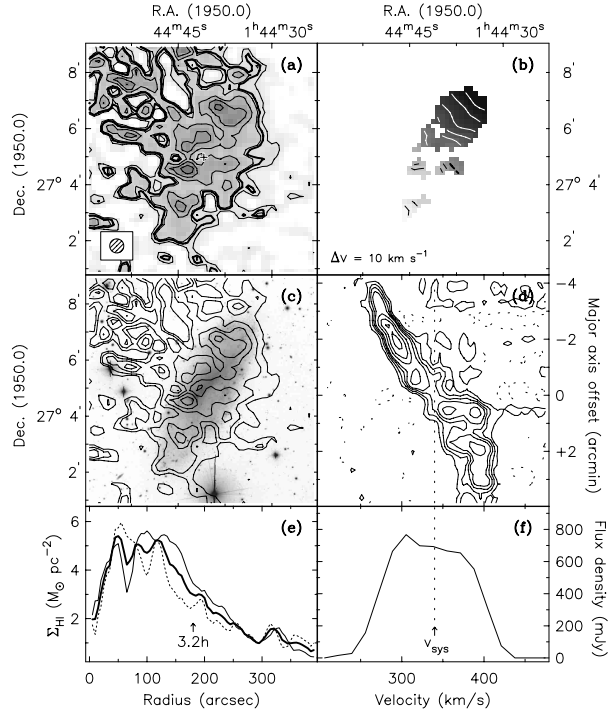 R.A. (1950.0) R.A. (1950.0)
44ᵐ45ˢ 1ʰ44ᵐ30ˢ 44ᵐ45ˢ 1ʰ44ᵐ30ˢ
(a) (b)
8' 8'
6' 6'
27° 4' 27° 4'
2' 2'
Dec. (1950.0)
ΔV = 10 km s⁻¹
(c) (d)
8' −4
6' −2
27° 4' 0
2' +2
Dec. (1950.0) Major axis offset (arcmin)
(e) (f)
6 800
4 600
2 400
200
0
Σ_HI (M⊙ pc⁻²) Flux density (mJy)
3.2h v_sys
0 100 200 300 300 400
Radius (arcsec) Velocity (km/s)